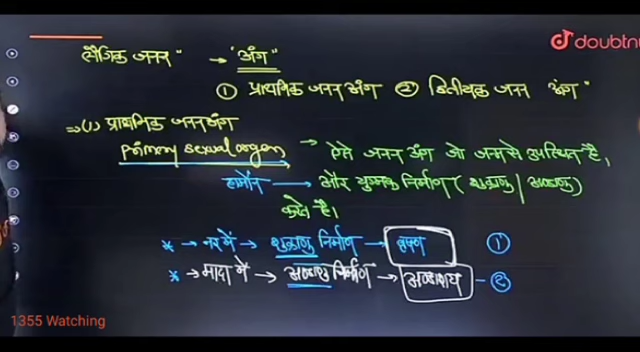 लैंगिक जनन" → "अंग"
doubtnu
① प्राथमिक जनन अंग ② द्वितीयक जनन अंग"
⇒ (1) प्राथमिक जनन अंग
primary sexual organ → ऐसे जनन अंग जो जन्म से उपस्थित है,
हार्मोन → और युग्मक निर्माण (शुक्राणु / अण्डाणु)
करते है।
* → नर में → शुक्राणु निर्माण → वृषण ①
* → मादा में → अण्डाणु निर्माण → अण्डाशय - ②
1355 Watching